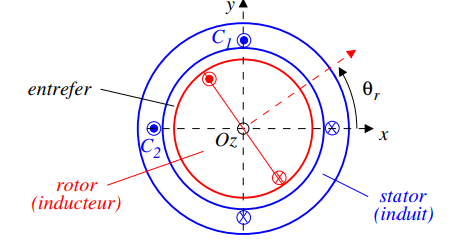 y
C1
entrefer
θr
Oz
x
C2
rotor
(inducteur)
stator
(induit)